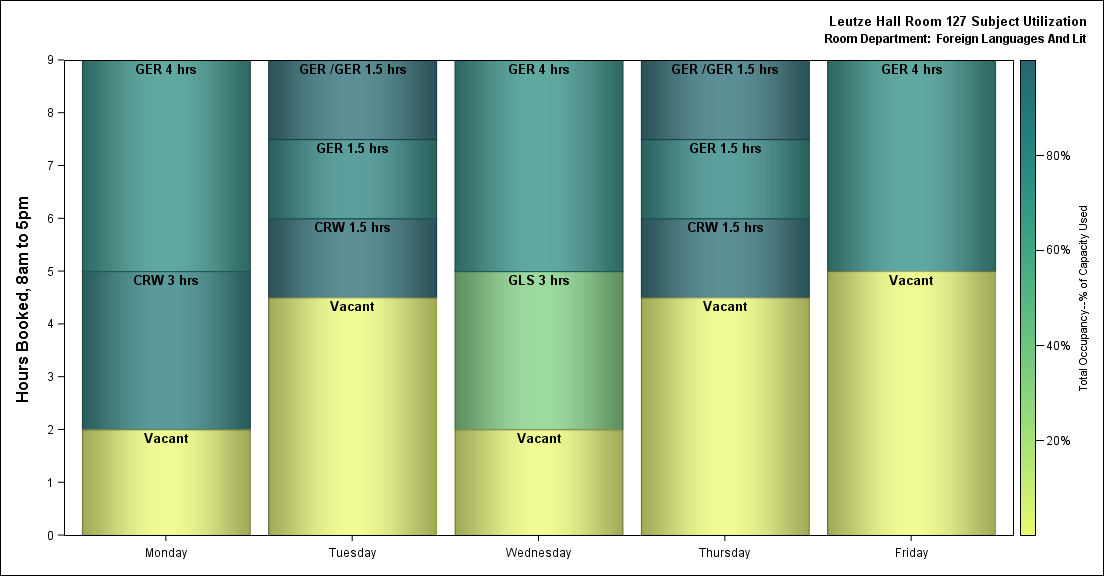 Leutze Hall Room 127 Subject Utilization
Room Department: Foreign Languages And Lit
Hours Booked, 8am to 5pm
9
8
7
6
5
4
3
2
1
0
GER 4 hrs
CRW 3 hrs
Vacant
GER /GER 1.5 hrs
GER 1.5 hrs
CRW 1.5 hrs
Vacant
GER 4 hrs
GLS 3 hrs
Vacant
GER /GER 1.5 hrs
GER 1.5 hrs
CRW 1.5 hrs
Vacant
GER 4 hrs
Vacant
Monday
Tuesday
Wednesday
Thursday
Friday
80%
60%
40%
20%
Total Occupancy--% of Capacity Used